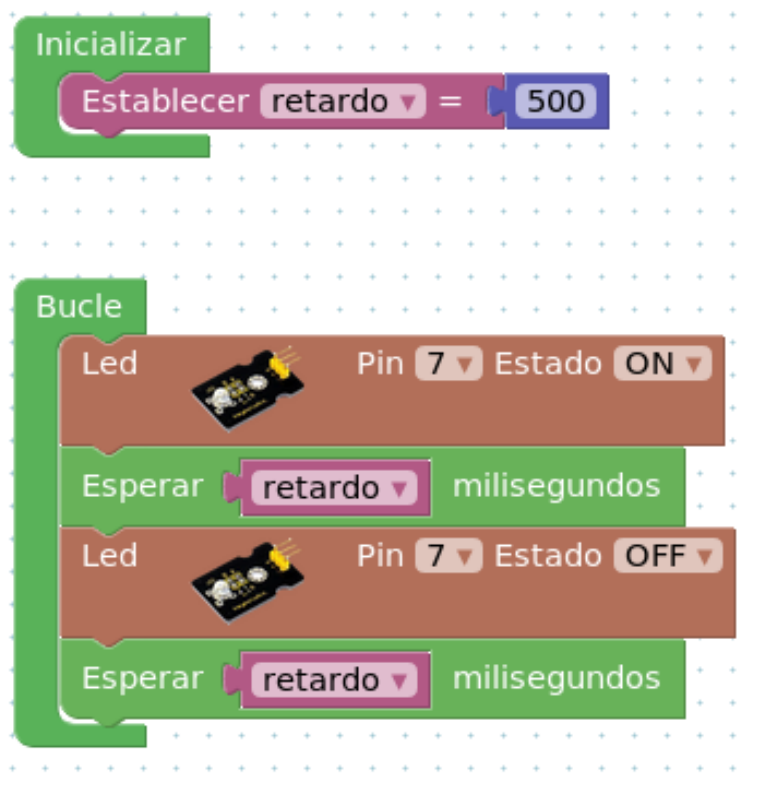 Inicializar
Establecer retardo = 500
Bucle
Led Pin 7 Estado ON
Esperar retardo milisegundos
Led Pin 7 Estado OFF
Esperar retardo milisegundos